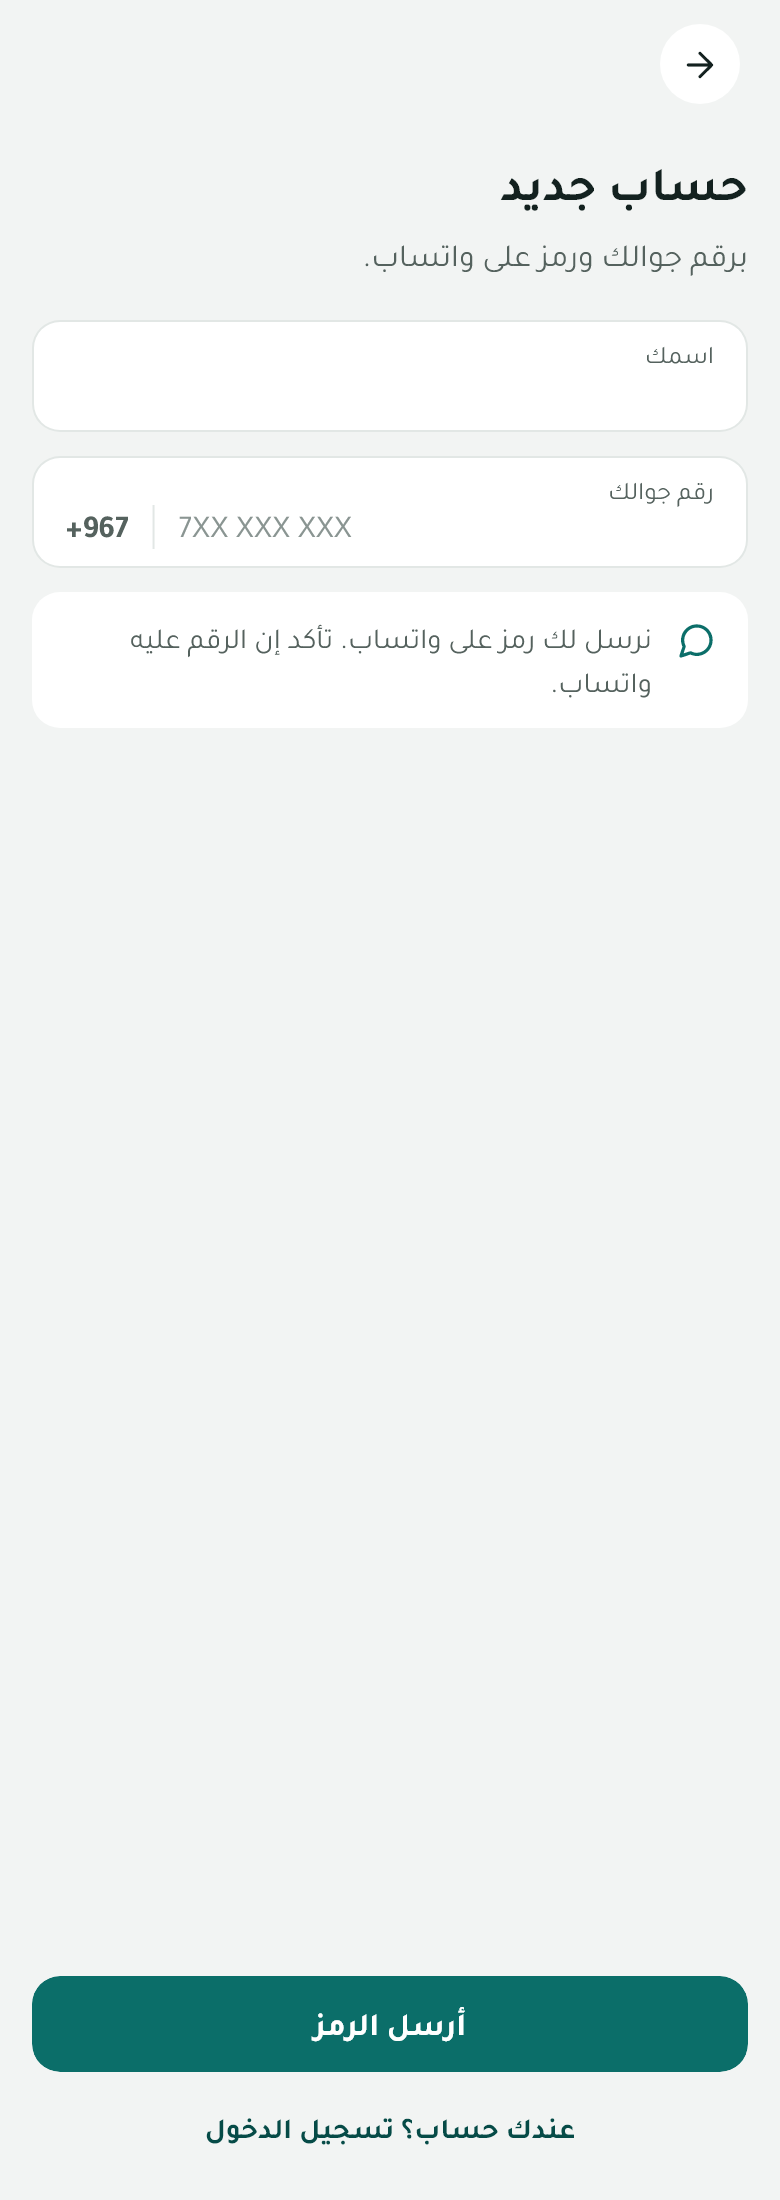 حساب جديد
برقم جوالك ورمز على واتساب.
اسمك
رقم جوالك
+967 7XX XXX XXX
نرسل لك رمز على واتساب. تأكد إن الرقم عليه
واتساب.
أرسل الرمز
عندك حساب؟ تسجيل الدخول